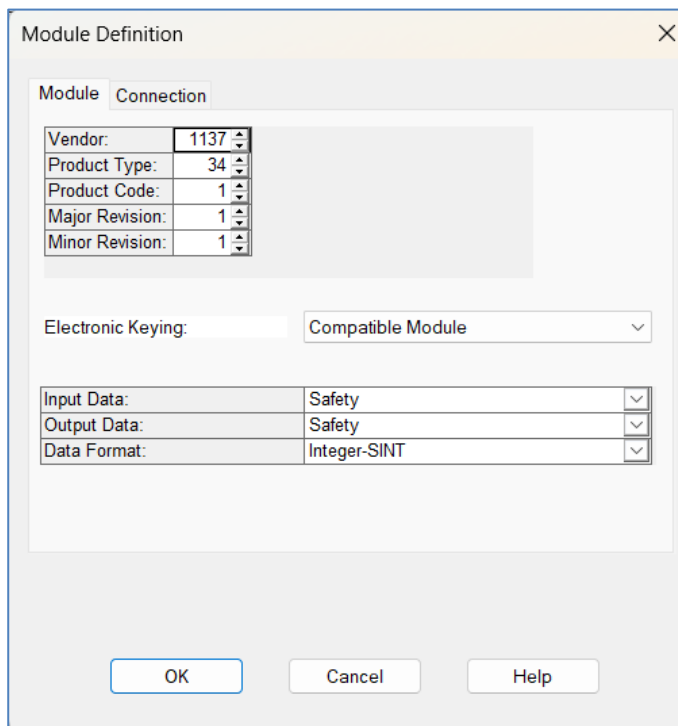 Module Definition
Module Connection
Vendor: 1137
Product Type: 34
Product Code: 1
Major Revision: 1
Minor Revision: 1
Electronic Keying: Compatible Module
Input Data: Safety
Output Data: Safety
Data Format: Integer-SINT
OK Cancel Help